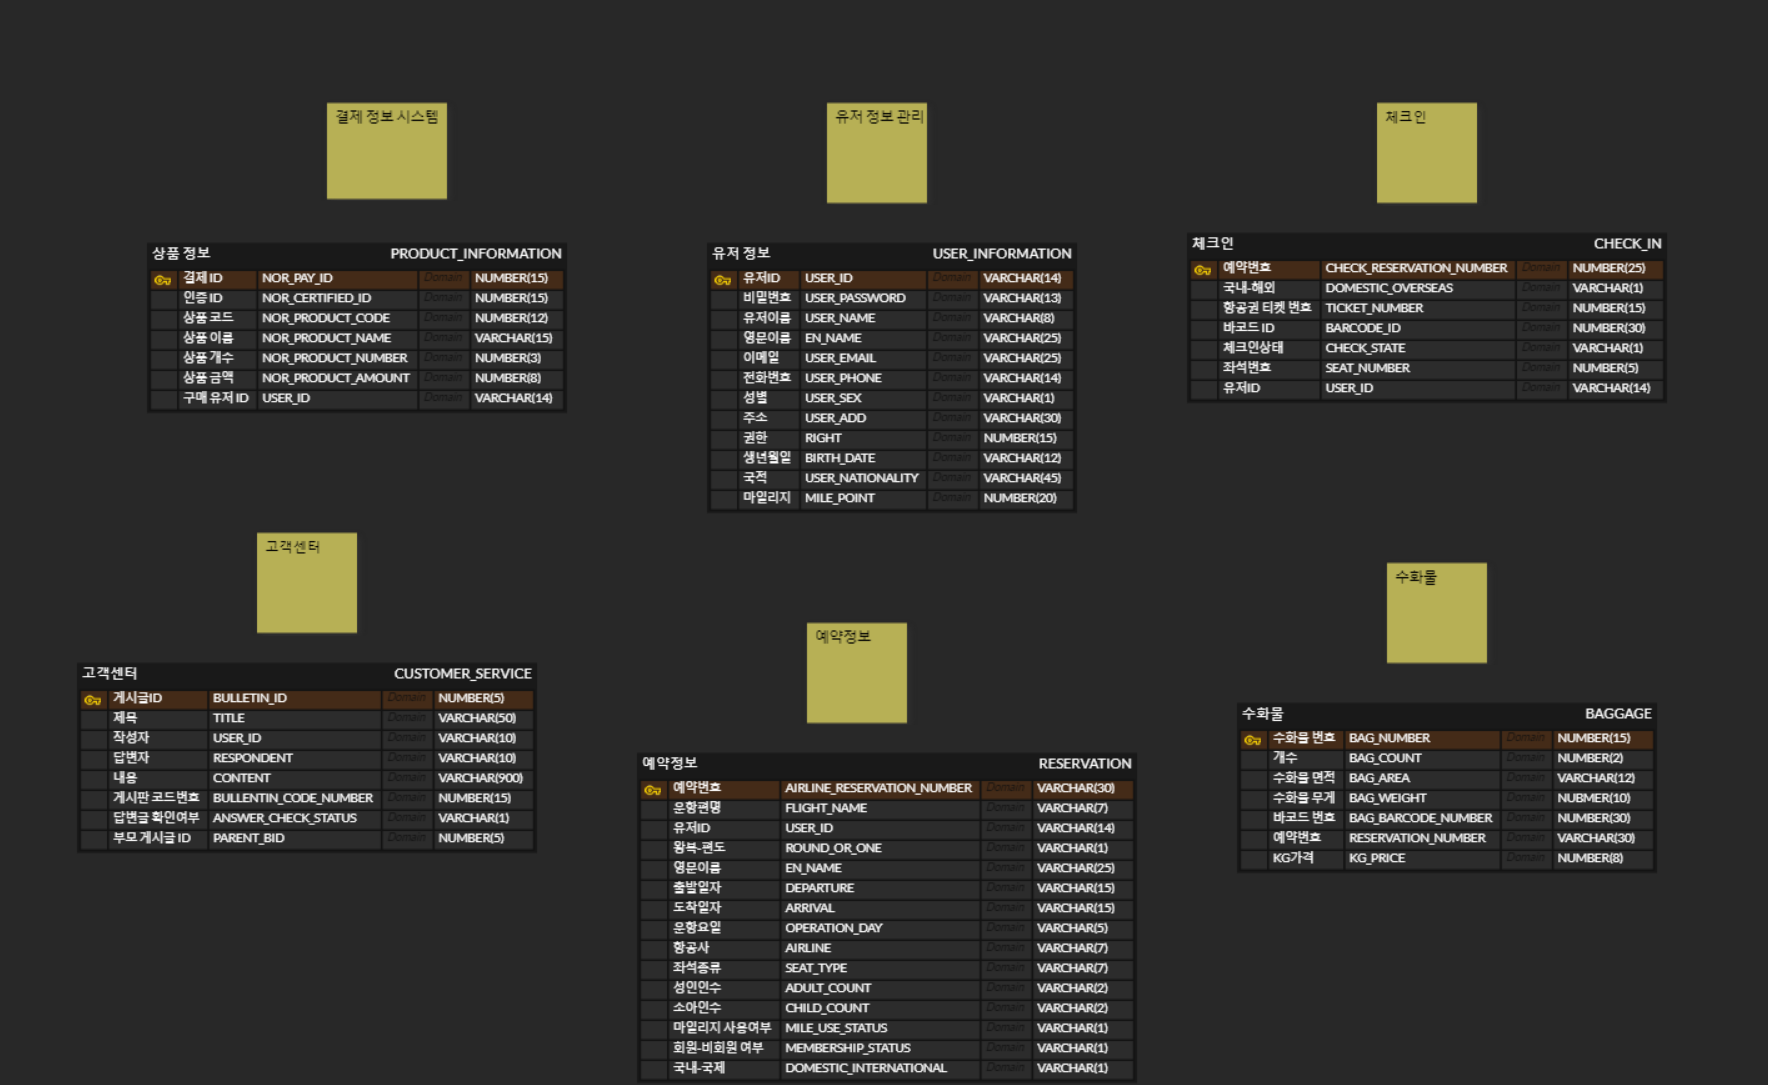 결제 정보 시스템
유저 정보 관리
체크인
상품 정보 PRODUCT_INFORMATION
결제 ID NOR_PAY_ID Domain NUMBER(15)
인증 ID NOR_CERTIFIED_ID Domain NUMBER(15)
상품 코드 NOR_PRODUCT_CODE Domain NUMBER(12)
상품 이름 NOR_PRODUCT_NAME Domain VARCHAR(15)
상품 개수 NOR_PRODUCT_NUMBER Domain NUMBER(3)
상품 금액 NOR_PRODUCT_AMOUNT Domain NUMBER(8)
구매 유저 ID USER_ID Domain VARCHAR(14)
유저 정보 USER_INFORMATION
유저ID USER_ID Domain VARCHAR(14)
비밀번호 USER_PASSWORD Domain VARCHAR(13)
유저이름 USER_NAME Domain VARCHAR(8)
영문이름 EN_NAME Domain VARCHAR(25)
이메일 USER_EMAIL Domain VARCHAR(25)
전화번호 USER_PHONE Domain VARCHAR(14)
성별 USER_SEX Domain VARCHAR(1)
주소 USER_ADD Domain VARCHAR(30)
권한 RIGHT Domain NUMBER(15)
생년월일 BIRTH_DATE Domain VARCHAR(12)
국적 USER_NATIONALITY Domain VARCHAR(45)
마일리지 MILE_POINT Domain NUMBER(20)
체크인 CHECK_IN
예약번호 CHECK_RESERVATION_NUMBER Domain NUMBER(25)
국내-해외 DOMESTIC_OVERSEAS Domain VARCHAR(1)
항공권 티켓 번호 TICKET_NUMBER Domain NUMBER(15)
바코드 ID BARCODE_ID Domain NUMBER(30)
체크인상태 CHECK_STATE Domain VARCHAR(1)
좌석번호 SEAT_NUMBER Domain NUMBER(5)
유저ID USER_ID Domain VARCHAR(14)
고객센터
예약정보
수화물
고객센터 CUSTOMER_SERVICE
게시글ID BULLETIN_ID Domain NUMBER(5)
제목 TITLE Domain VARCHAR(50)
작성자 USER_ID Domain VARCHAR(10)
답변자 RESPONDENT Domain VARCHAR(10)
내용 CONTENT Domain VARCHAR(900)
게시판 코드번호 BULLENTIN_CODE_NUMBER Domain NUMBER(15)
답변글 확인여부 ANSWER_CHECK_STATUS Domain VARCHAR(1)
부모 게시글 ID PARENT_BID Domain NUMBER(5)
예약정보 RESERVATION
예약번호 AIRLINE_RESERVATION_NUMBER Domain VARCHAR(30)
운항편명 FLIGHT_NAME Domain VARCHAR(7)
유저ID USER_ID Domain VARCHAR(14)
왕복-편도 ROUND_OR_ONE Domain VARCHAR(1)
영문이름 EN_NAME Domain VARCHAR(25)
출발일자 DEPARTURE Domain VARCHAR(15)
도착일자 ARRIVAL Domain VARCHAR(15)
운항요일 OPERATION_DAY Domain VARCHAR(5)
항공사 AIRLINE Domain VARCHAR(7)
좌석종류 SEAT_TYPE Domain VARCHAR(7)
성인인수 ADULT_COUNT Domain VARCHAR(2)
소아인수 CHILD_COUNT Domain VARCHAR(2)
마일리지 사용여부 MILE_USE_STATUS Domain VARCHAR(1)
회원-비회원 여부 MEMBERSHIP_STATUS Domain VARCHAR(1)
국내-국제 DOMESTIC_INTERNATIONAL Domain VARCHAR(1)
수화물 BAGGAGE
수화물 번호 BAG_NUMBER Domain NUMBER(15)
개수 BAG_COUNT Domain NUMBER(2)
수화물 면적 BAG_AREA Domain VARCHAR(12)
수화물 무게 BAG_WEIGHT Domain NUBMER(10)
바코드 번호 BAG_BARCODE_NUMBER Domain NUMBER(30)
예약번호 RESERVATION_NUMBER Domain VARCHAR(30)
KG가격 KG_PRICE Domain NUMBER(8)